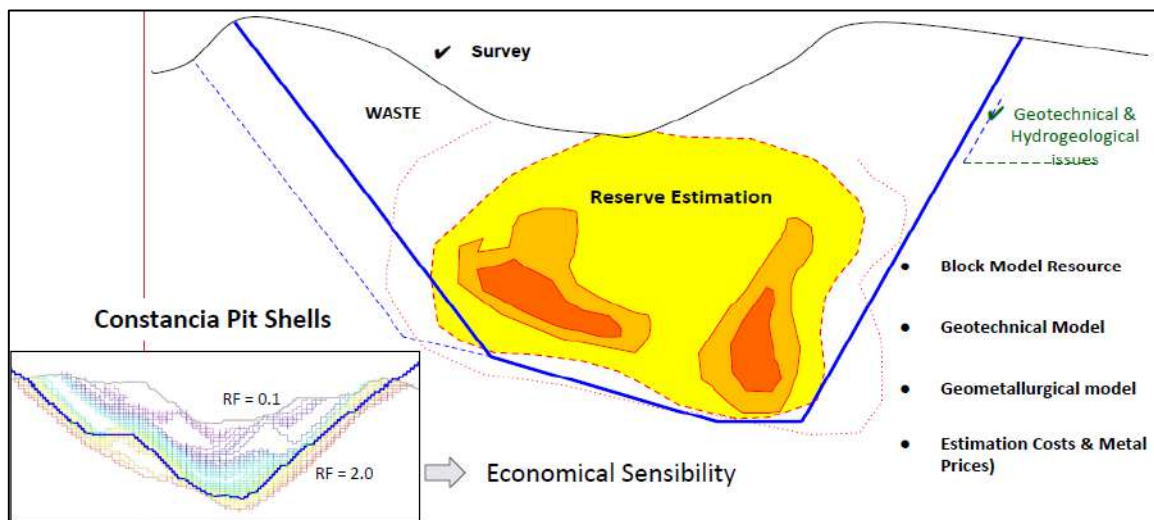 ✔ Survey
WASTE
✔ Geotechnical &
Hydrogeological
issues
Reserve Estimation
● Block Model Resource
Constancia Pit Shells
● Geotechnical Model
● Geometallurgical model
RF = 0.1
● Estimation Costs & Metal
Prices)
RF = 2.0
Economical Sensibility